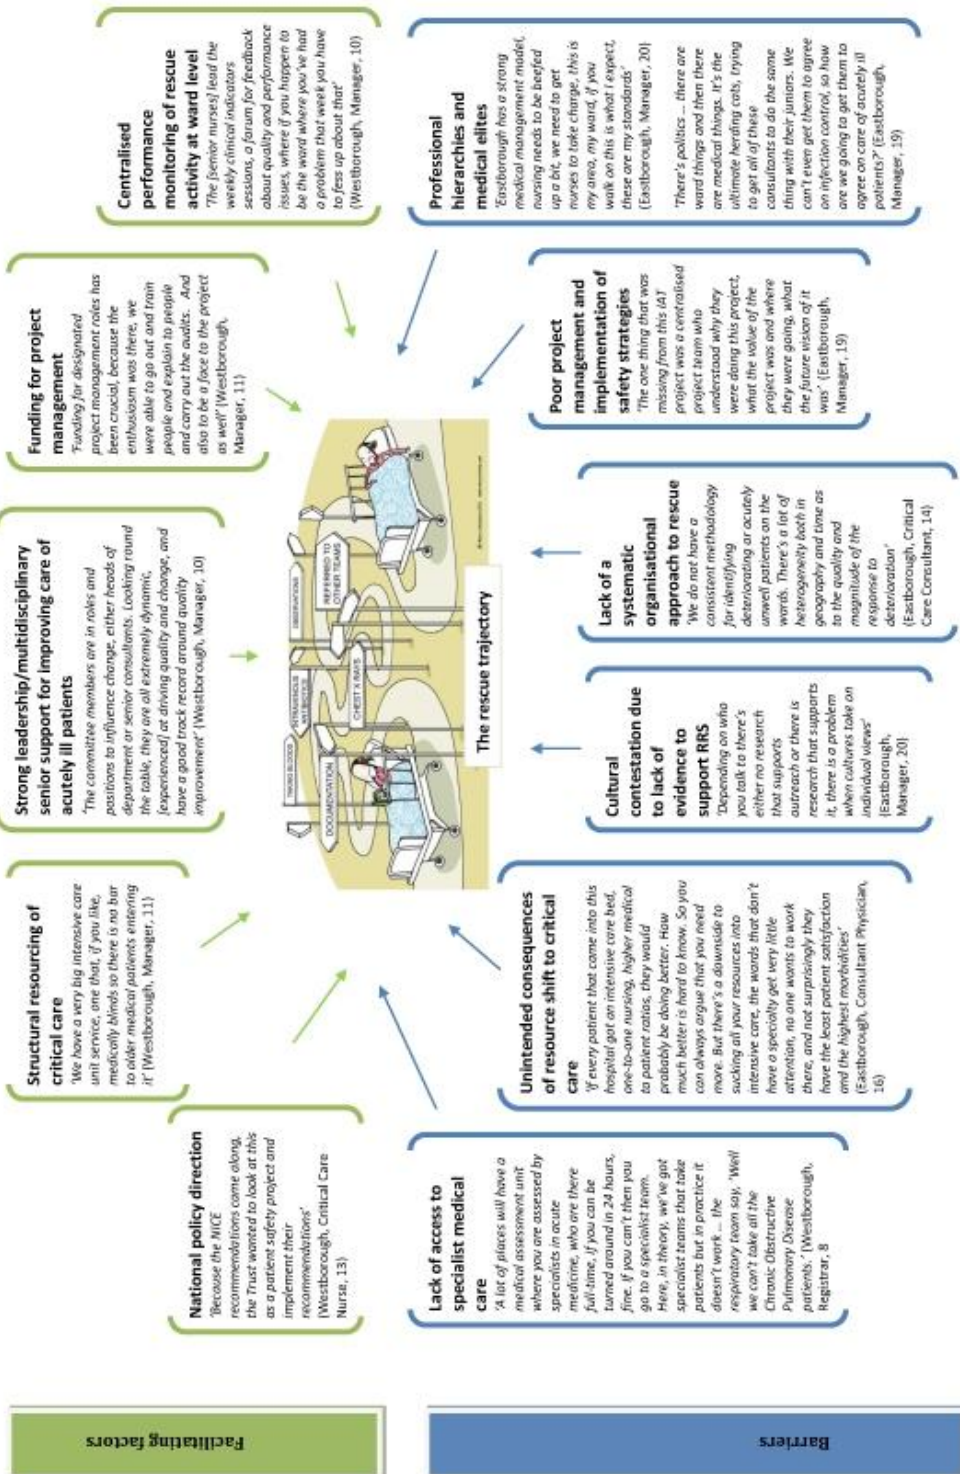 Facilitating factors
National policy direction
'Because the NICE
recommendations came along,
the Trust wanted to look at this
as a patient safety project and
implement their
recommendations'
(Westborough, Critical Care
Nurse, 13)
Structural resourcing of
critical care
'We have a very big intensive care
unit service, one that, if you like,
medically blinds so there is no bar
to older medical patients entering
it' (Westborough, Manager, 11)
Strong leadership/multidisciplinary
senior support for improving care of
acutely ill patients
'The committee members are in roles and
positions to influence change, either heads of
department or senior consultants. Looking round
the table, they are all extremely dynamic,
[experienced] at driving quality and change, and
have a good track record around quality
improvement' (Westborough, Manager, 10)
Funding for project
management
'Funding for designated
project management roles has
been crucial, because the
enthusiasm was there, we
were able to go out and train
people and explain to people
and carry out the audits. And
also to be a face to the project
as well' (Westborough,
Manager, 11)
Centralised
performance
monitoring of rescue
activity at ward level
'The [senior nurses] lead the
weekly clinical indicators
sessions, a forum for feedback
about quality and performance
issues, where if you happen to
be the ward where you've had
a problem that week you have
to fess up about that'
(Westborough, Manager, 10)
TAKING BLOODS
INTRAVENOUS
ANTIBIOTICS
OBSERVATIONS
DOCUMENTATION
CHEST X RAYS
REFERRED TO
OTHER TEAMS
The rescue trajectory
Barriers
Lack of access to
specialist medical
care
'A lot of places will have a
medical assessment unit
where you are assessed by
specialists in acute
medicine, who are there
full-time, if you can be
turned around in 24 hours,
fine. If you can't then you
go to a specialist team.
Here, in theory, we've got
specialist teams that take
patients but in practice it
doesn't work ... the
respiratory team say, 'Well
we can't take all the
Chronic Obstructive
Pulmonary Disease
patients.' (Westborough,
Registrar, 8
Unintended consequences
of resource shift to critical
care
'If every patient that came into this
hospital got an intensive care bed,
one-to-one nursing, higher medical
to patient ratios, they would
probably be doing better. How
much better is hard to know. So you
can always argue that you need
more. But there's a downside to
sucking all your resources into
intensive care, the wards that don't
have a specialty get very little
attention, no one wants to work
there, and not surprisingly they
have the least patient satisfaction
and the highest morbidities'
(Eastborough, Consultant Physician,
16)
Cultural
contestation due
to lack of
evidence to
support RRS
'Depending on who
you talk to there's
either no research
that supports
outreach or there is
research that supports
it, there is a problem
when cultures take on
individual views'
(Eastborough,
Manager, 20)
Lack of a
systematic
organisational
approach to rescue
'We do not have a
consistent methodology
for identifying
deteriorating or acutely
unwell patients on the
wards. There's a lot of
heterogeneity both in
geography and time as
to the quality and
magnitude of the
response to
deterioration'
(Eastborough, Critical
Care Consultant, 14)
Poor project
management and
implementation of
safety strategies
'The one thing that was
missing from this IAT
project was a centralised
project team who
understood why they
were doing this project,
what the value of the
project was and where
they were going, what
the future vision of it
was' (Eastborough,
Manager, 19)
Professional
hierarchies and
medical elites
'Eastborough has a strong
medical management model,
nursing needs to be beefed
up a bit, we need to get
nurses to take charge, this is
my area, my ward, if you
walk on this is what I expect,
these are my standards'
(Eastborough, Manager, 20)
'There's politics ... there are
ward things and then there
are medical things. It's the
ultimate herding cats, trying
to get all of these
consultants to do the same
thing with their juniors. We
can't even get them to agree
on infection control, so how
are we going to get them to
agree on care of acutely ill
patients?' (Eastborough,
Manager, 19)